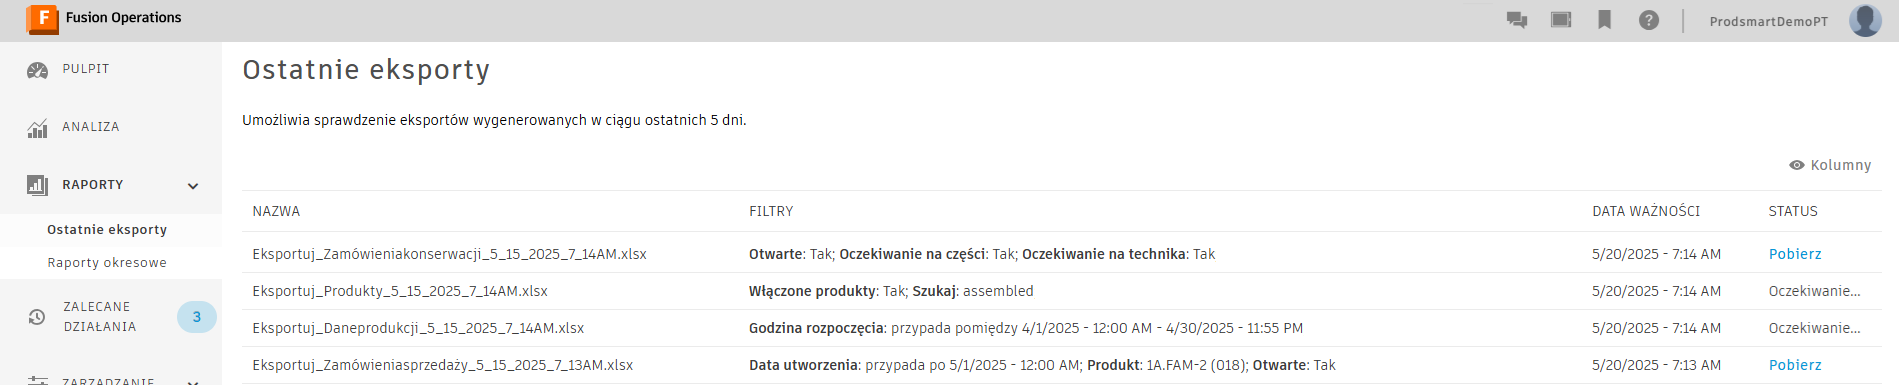 F Fusion Operations
ProdsmartDemoPT
PULPIT
ANALIZA
RAPORTY
Ostatnie eksporty
Raporty okresowe
ZALECANE
DZIAŁANIA
3
ZARZĄDZANIE
Ostatnie eksporty
Umożliwia sprawdzenie eksportów wygenerowanych w ciągu ostatnich 5 dni.
Kolumny
NAZWA FILTRY DATA WAŻNOŚCI STATUS
Eksportuj_Zamówieniakonserwacji_5_15_2025_7_14AM.xlsx Otwarte: Tak; Oczekiwanie na części: Tak; Oczekiwanie na technika: Tak 5/20/2025 - 7:14 AM Pobierz
Eksportuj_Produkty_5_15_2025_7_14AM.xlsx Włączone produkty: Tak; Szukaj: assembled 5/20/2025 - 7:14 AM Oczekiwanie...
Eksportuj_Daneprodukcji_5_15_2025_7_14AM.xlsx Godzina rozpoczęcia: przypada pomiędzy 4/1/2025 - 12:00 AM - 4/30/2025 - 11:55 PM 5/20/2025 - 7:14 AM Oczekiwanie...
Eksportuj_Zamówieniasprzedaży_5_15_2025_7_13AM.xlsx Data utworzenia: przypada po 5/1/2025 - 12:00 AM; Produkt: 1A.FAM-2 (018); Otwarte: Tak 5/20/2025 - 7:13 AM Pobierz